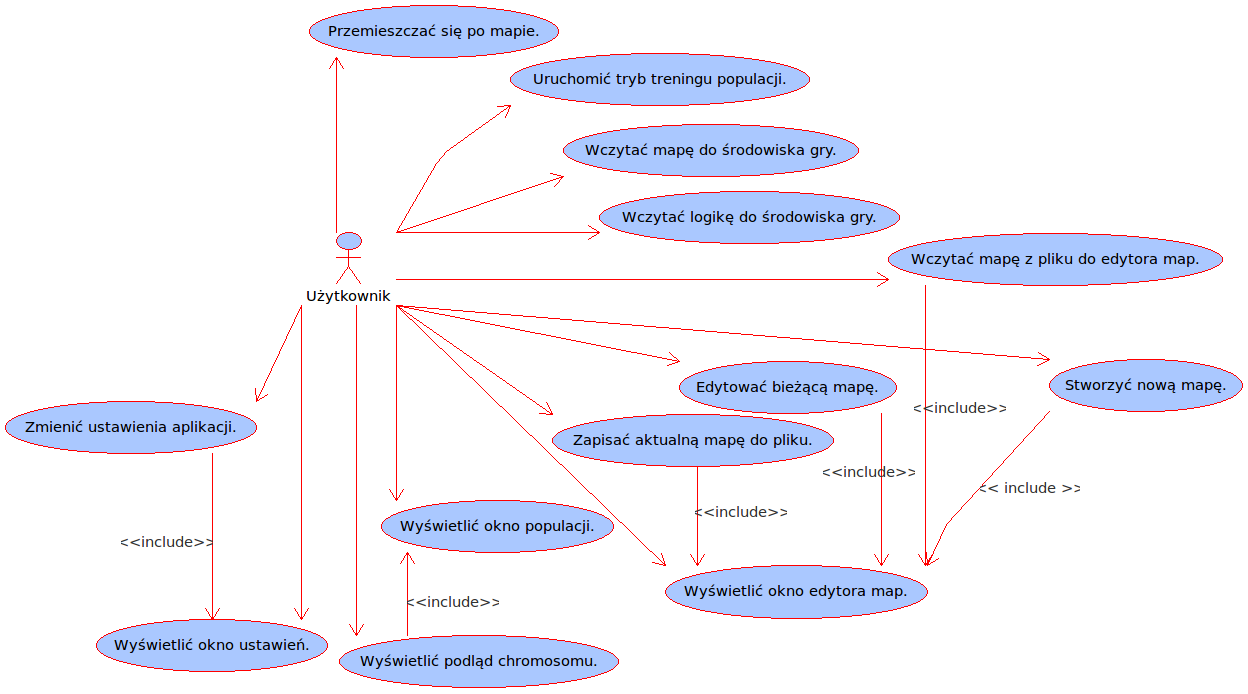 Przemieszczać się po mapie.
Uruchomić tryb treningu populacji.
Wczytać mapę do środowiska gry.
Wczytać logikę do środowiska gry.
Wczytać mapę z pliku do edytora map.
Użytkownik
Edytować bieżącą mapę.
Stworzyć nową mapę.
<<include>>
Zmienić ustawienia aplikacji.
Zapisać aktualną mapę do pliku.
<<include>>
<< include >>
<<include>>
Wyświetlić okno populacji.
<<include>>
Wyświetlić okno edytora map.
<<include>>
Wyświetlić okno ustawień.
Wyświetlić podląd chromosomu.